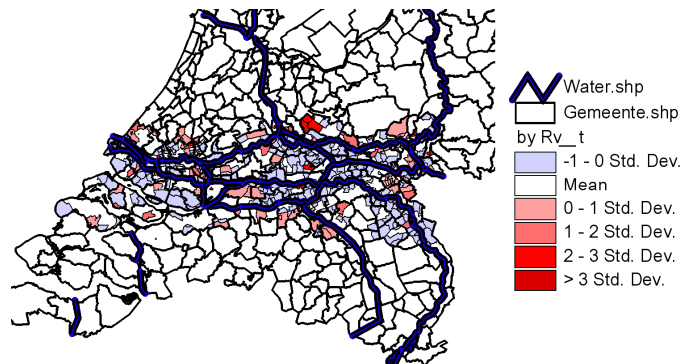 Water.shp
Gemeente.shp
by Rv__t
-1 - 0 Std. Dev.
Mean
0 - 1 Std. Dev.
1 - 2 Std. Dev.
2 - 3 Std. Dev.
> 3 Std. Dev.